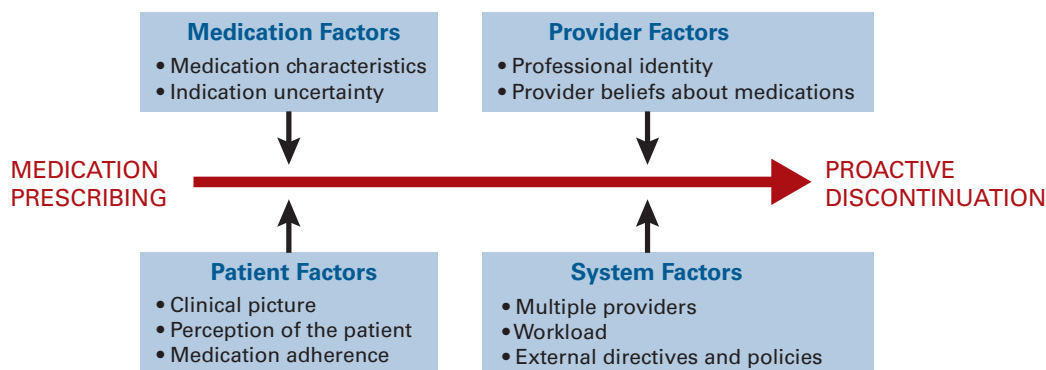 Medication Factors
• Medication characteristics
• Indication uncertainty
Provider Factors
• Professional identity
• Provider beliefs about medications
MEDICATION
PRESCRIBING
PROACTIVE
DISCONTINUATION
Patient Factors
• Clinical picture
• Perception of the patient
• Medication adherence
System Factors
• Multiple providers
• Workload
• External directives and policies